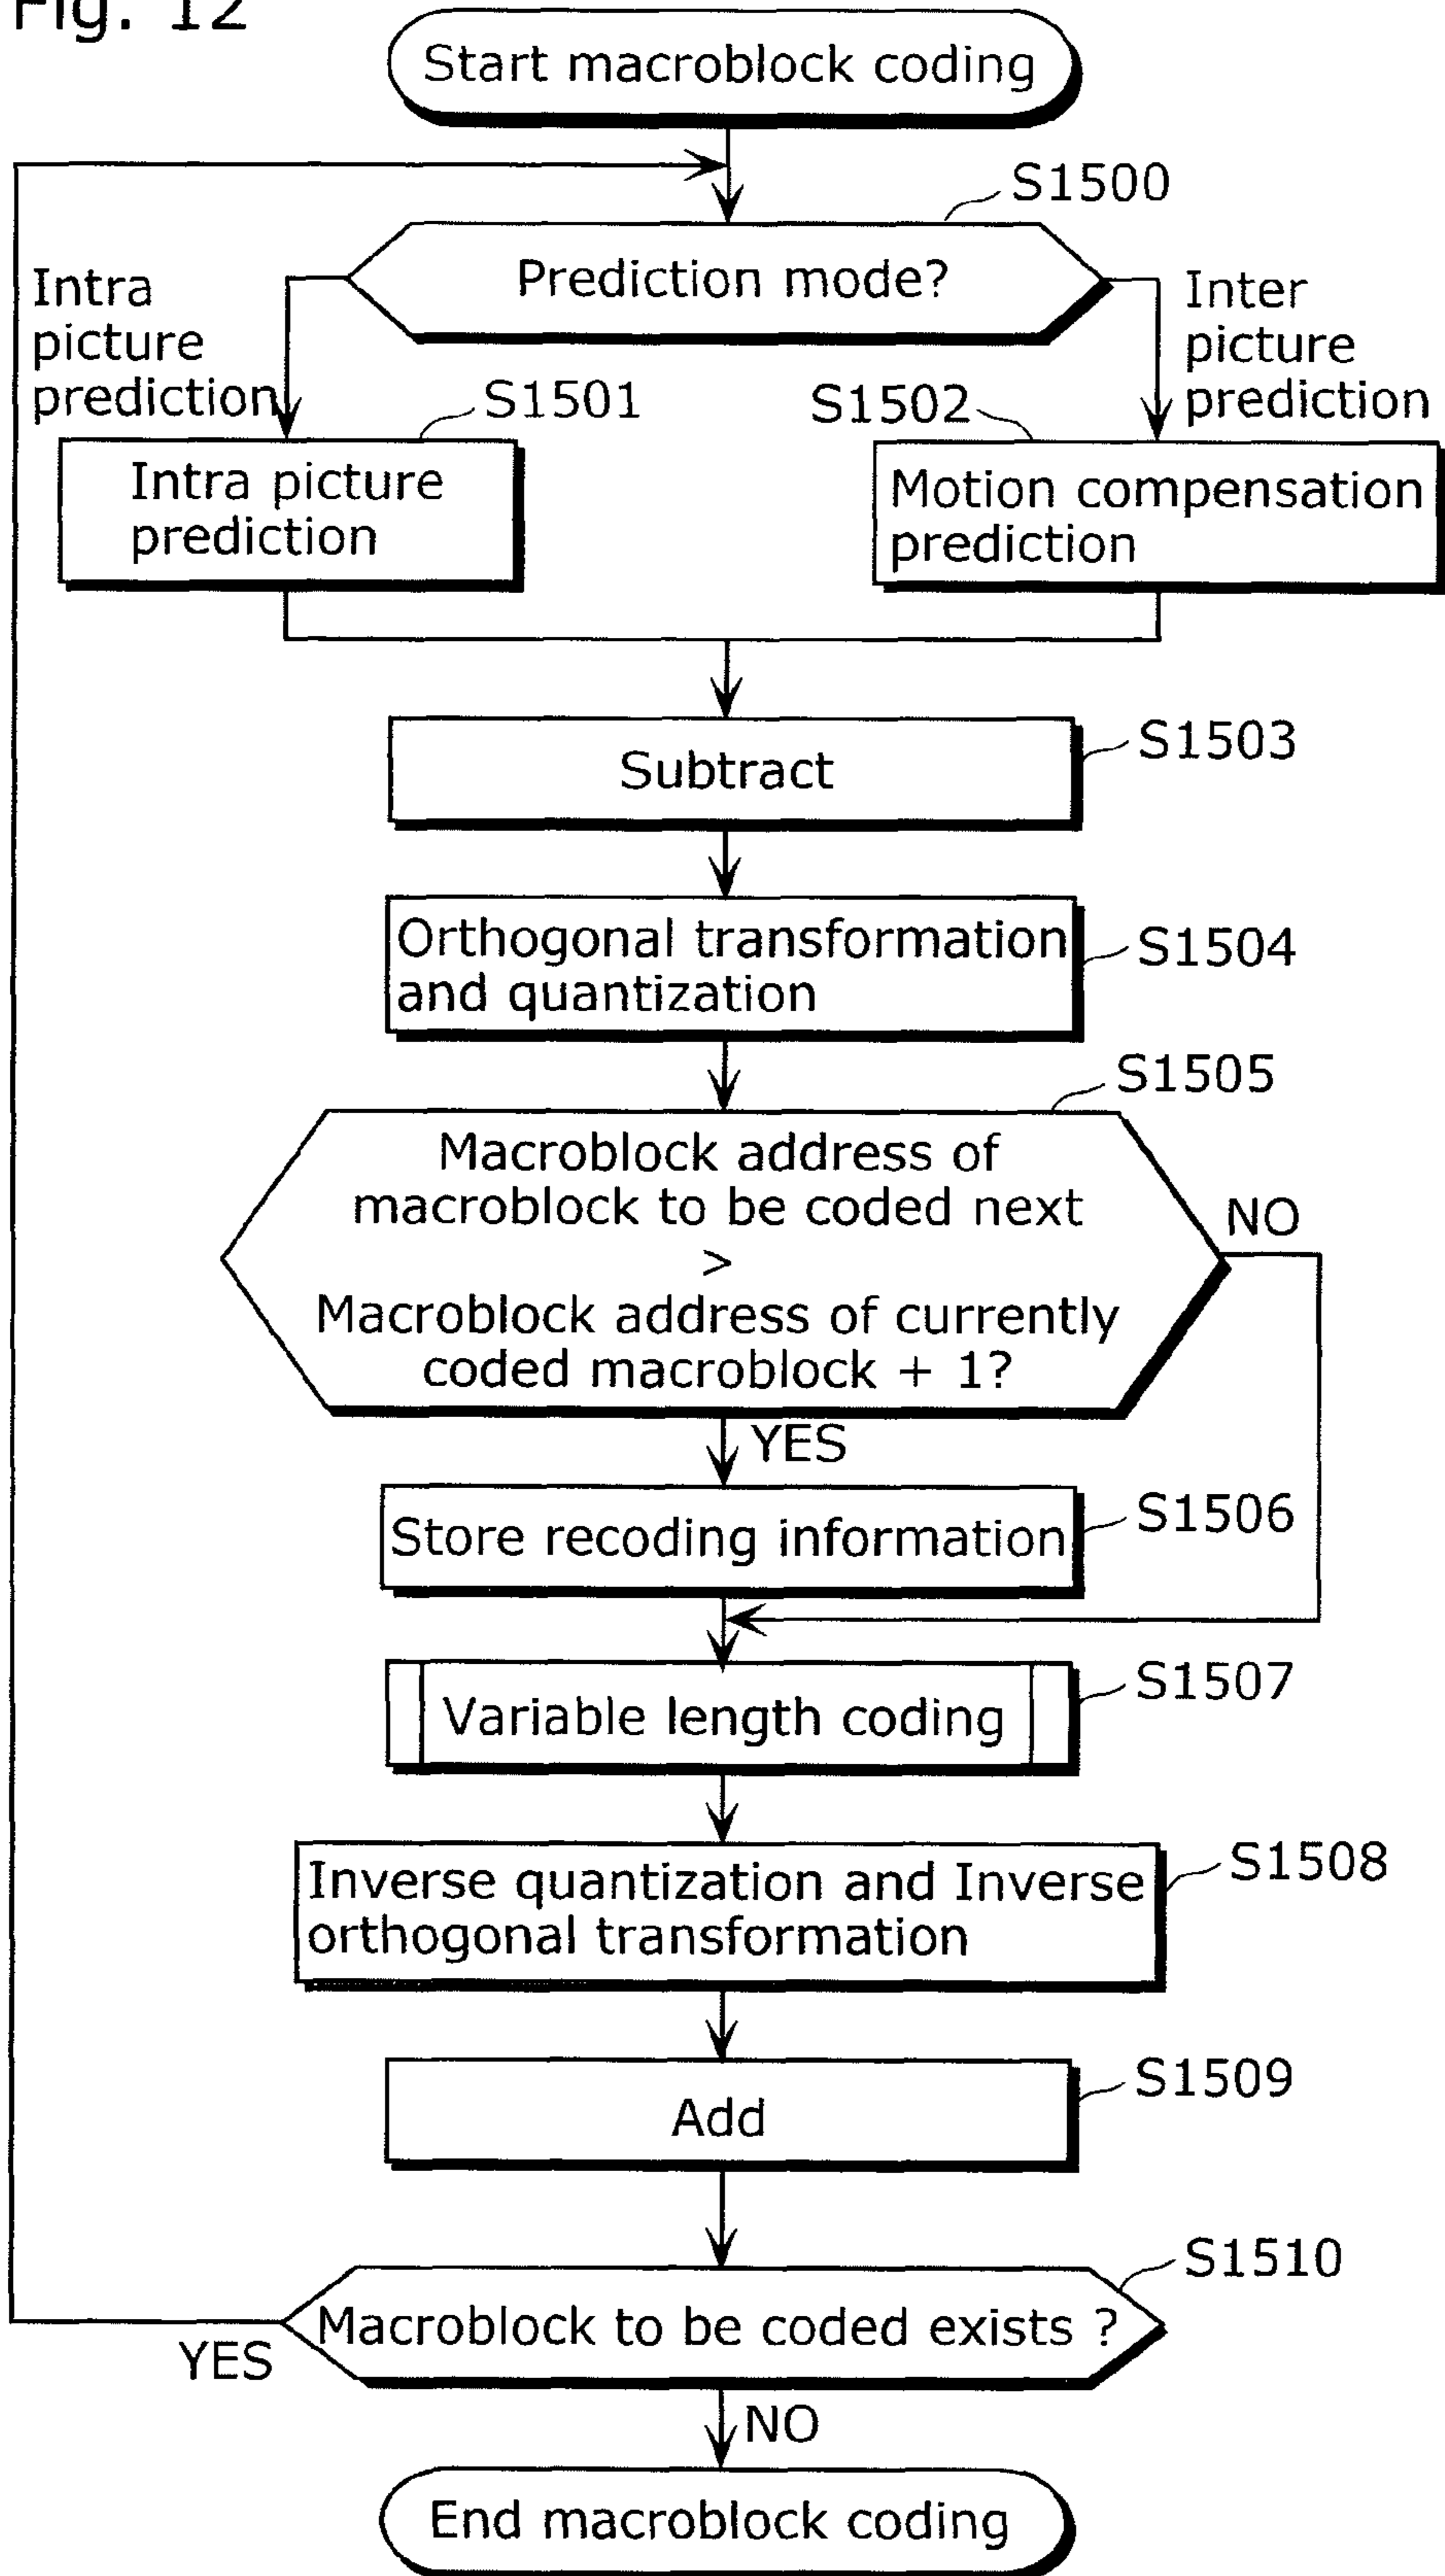 Fig. 12
Start macroblock coding
S1500
Prediction mode?
Intra
picture
prediction
Inter
picture
prediction
S1501
S1502
Intra picture
prediction
Motion compensation
prediction
Subtract
S1503
Orthogonal transformation
and quantization
S1504
S1505
Macroblock address of
macroblock to be coded next
>
Macroblock address of currently
coded macroblock + 1?
NO
YES
Store recoding information
S1506
Variable length coding
S1507
Inverse quantization and Inverse
orthogonal transformation
S1508
Add
S1509
S1510
Macroblock to be coded exists ?
YES
NO
End macroblock coding